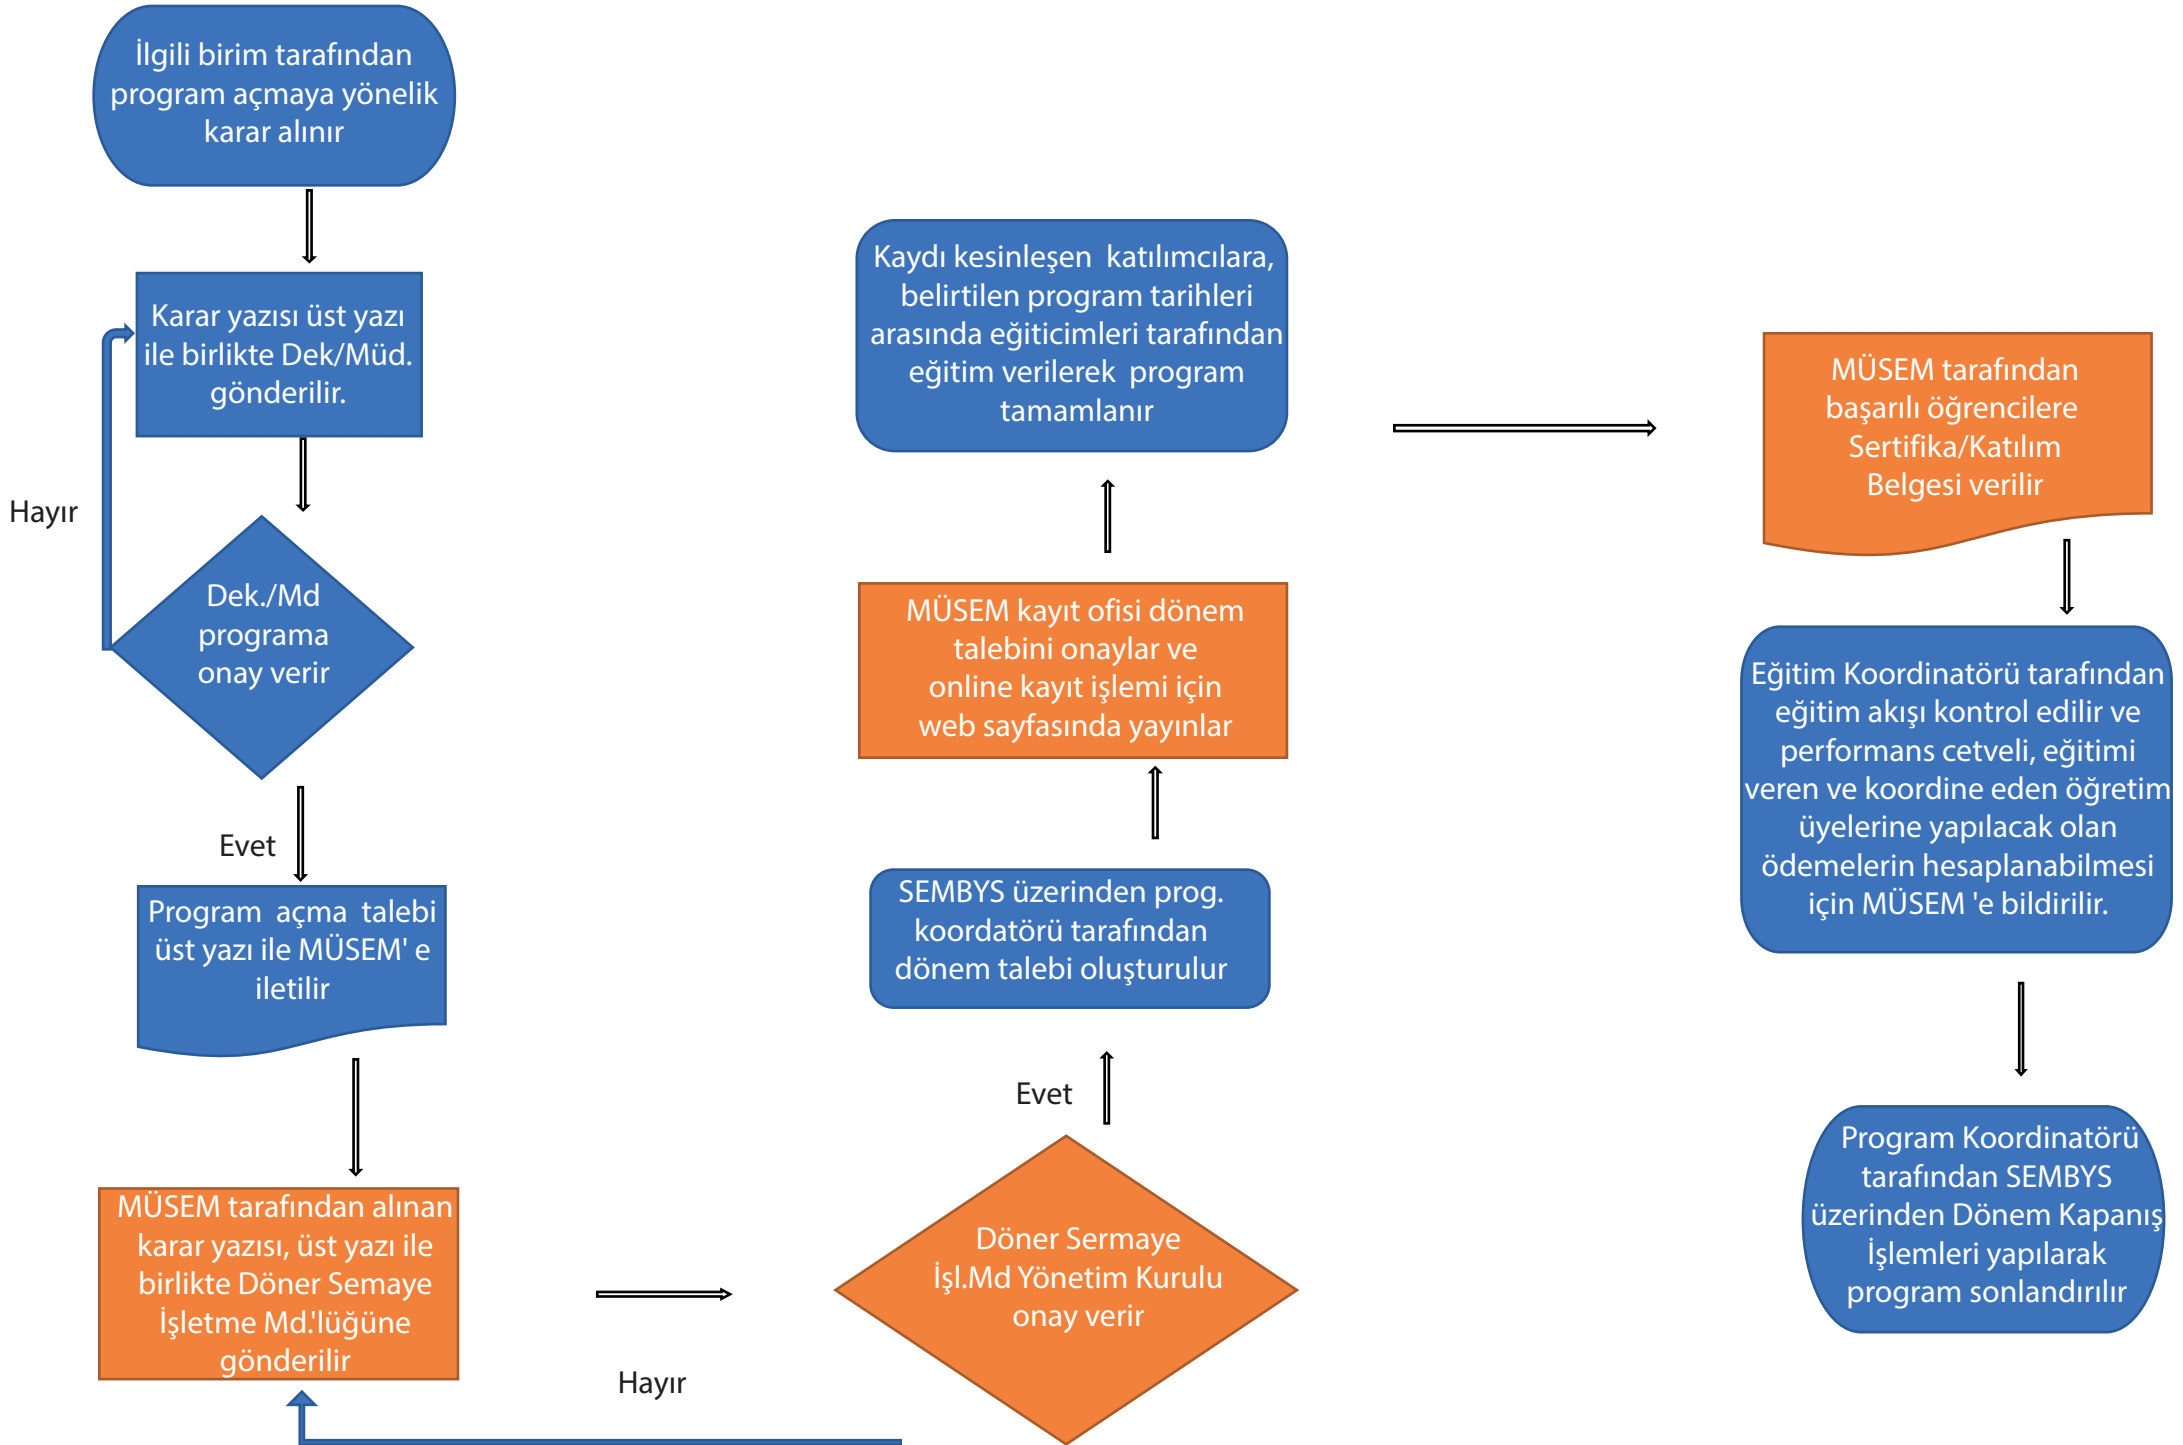 İlgili birim tarafından
program açmaya yönelik
karar alınır
Karar yazısı üst yazı
ile birlikte Dek/Müd.
gönderilir.
Hayır
Dek./Md
programa
onay verir
Evet
Program açma talebi
üst yazı ile MÜSEM' e
iletilir
MÜSEM tarafından alınan
karar yazısı, üst yazı ile
birlikte Döner Semaye
İşletme Md.'lüğüne
gönderilir
Hayır
Döner Sermaye
İşl.Md Yönetim Kurulu
onay verir
Evet
SEMBYS üzerinden prog.
koordatörü tarafından
dönem talebi oluşturulur
MÜSEM kayıt ofisi dönem
talebini onaylar ve
online kayıt işlemi için
web sayfasında yayınlar
Kaydı kesinleşen katılımcılara,
belirtilen program tarihleri
arasında eğiticimleri tarafından
eğitim verilerek program
tamamlanır
MÜSEM tarafından
başarılı öğrencilere
Sertifika/Katılım
Belgesi verilir
Eğitim Koordinatörü tarafından
eğitim akışı kontrol edilir ve
performans cetveli, eğitimi
veren ve koordine eden öğretim
üyelerine yapılacak olan
ödemelerin hesaplanabilmesi
için MÜSEM 'e bildirilir.
Program Koordinatörü
tarafından SEMBYS
üzerinden Dönem Kapanış
İşlemleri yapılarak
program sonlandırılır